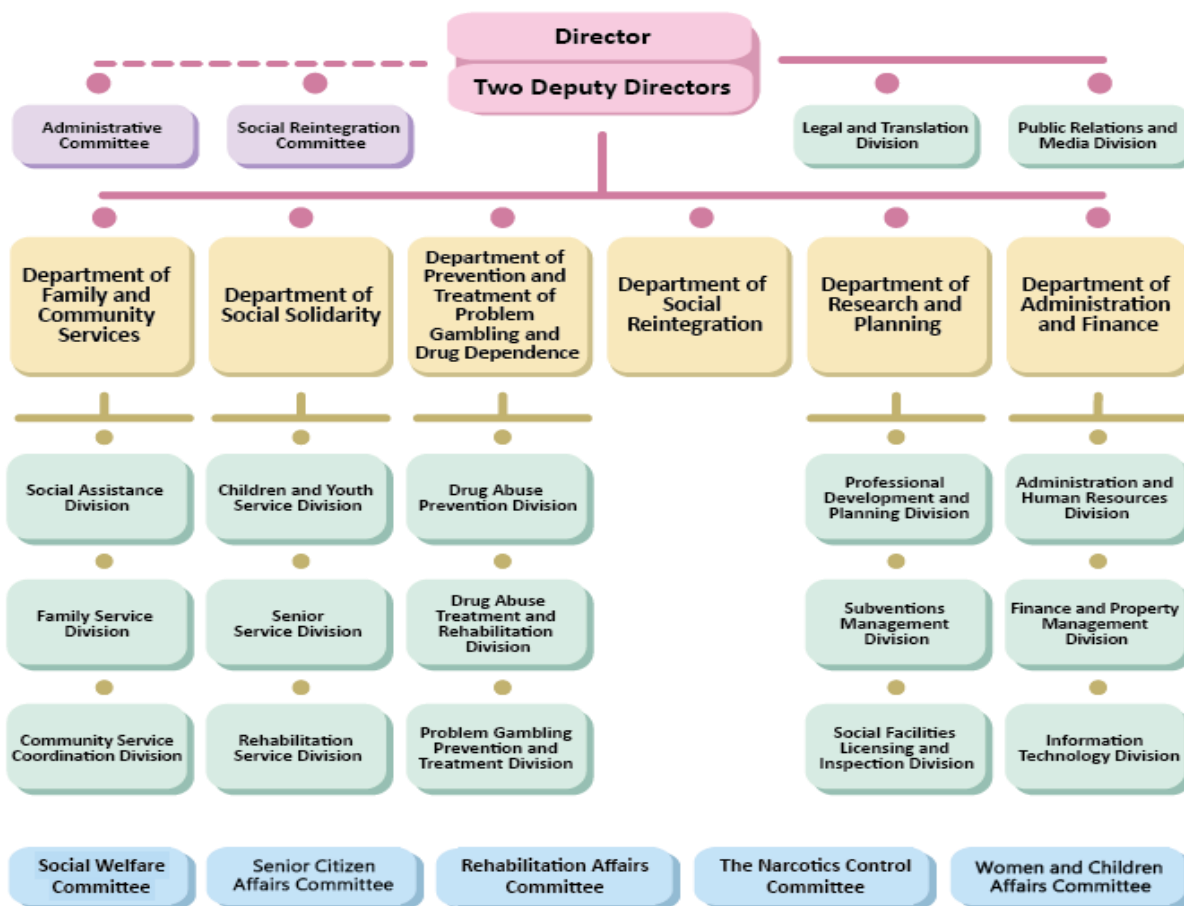 Director
Two Deputy Directors
Administrative
Committee
Social Reintegration
Committee
Legal and Translation
Division
Public Relations and
Media Division
Department of
Family and
Community
Services
Department of
Social Solidarity
Department of
Prevention and
Treatment of
Problem
Gambling and
Drug Dependence
Department of
Social
Reintegration
Department of
Research and
Planning
Department of
Administration
and Finance
Social Assistance
Division
Children and Youth
Service Division
Drug Abuse
Prevention Division
Professional
Development and
Planning Division
Administration and
Human Resources
Division
Family Service
Division
Senior
Service Division
Drug Abuse
Treatment and
Rehabilitation
Division
Subventions
Management
Division
Finance and Property
Management
Division
Community Service
Coordination Division
Rehabilitation
Service Division
Problem Gambling
Prevention and
Treatment Division
Social Facilities
Licensing and
Inspection Division
Information
Technology Division
Social Welfare
Committee
Senior Citizen
Affairs Committee
Rehabilitation Affairs
Committee
The Narcotics Control
Committee
Women and Children
Affairs Committee